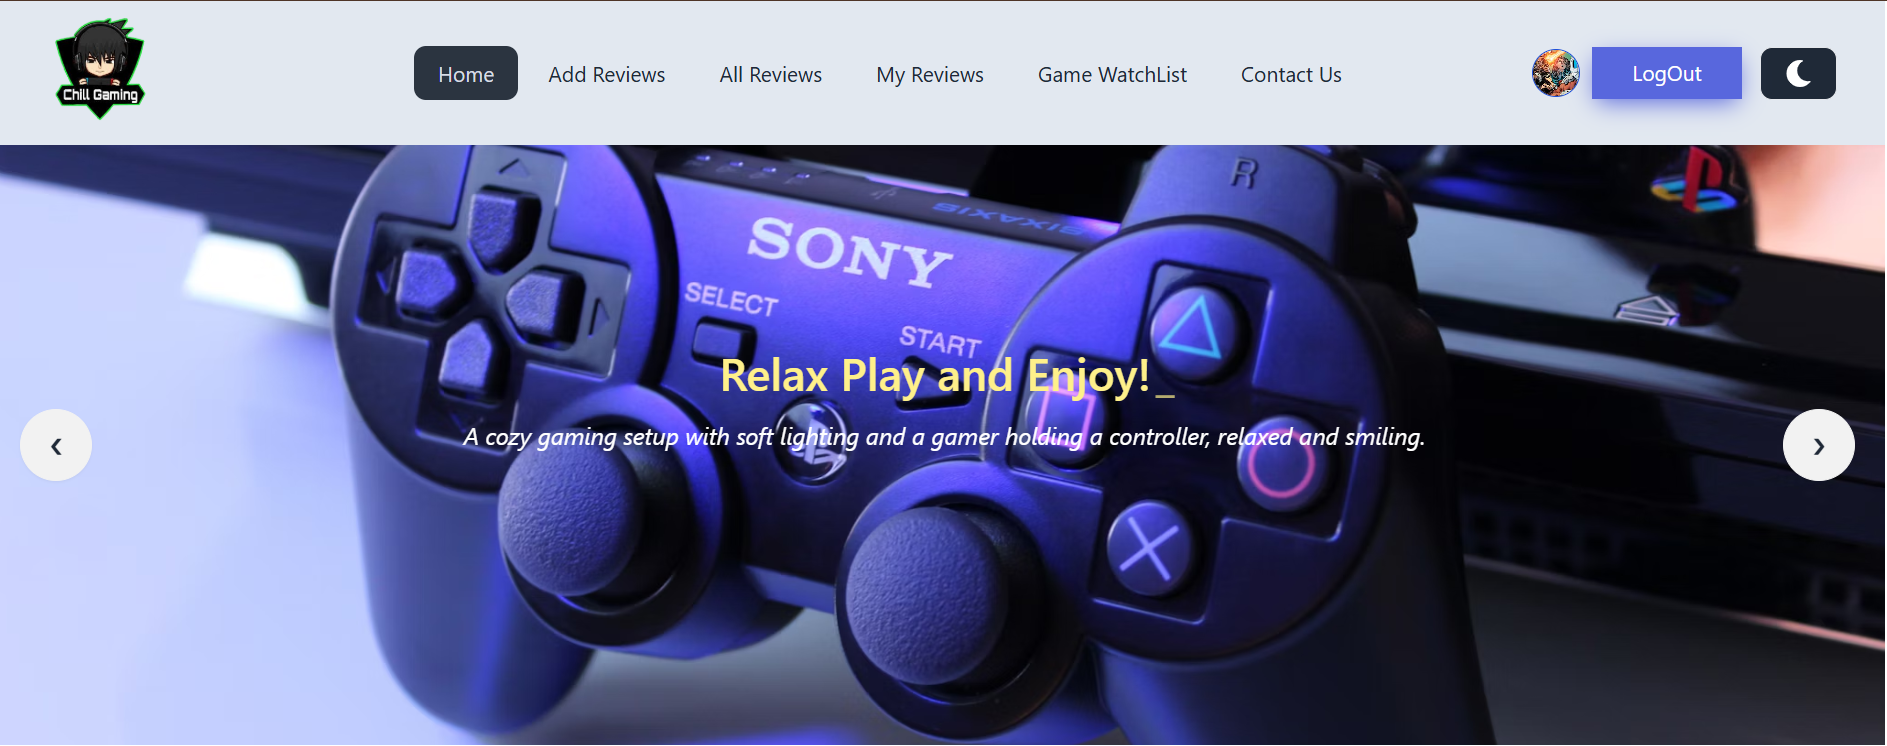 Chill Gaming
Home
Add Reviews
All Reviews
My Reviews
Game WatchList
Contact Us
LogOut
R
SIXAXIS
SONY
SELECT
START
Relax Play and Enjoy!_
A cozy gaming setup with soft lighting and a gamer holding a controller, relaxed and smiling.